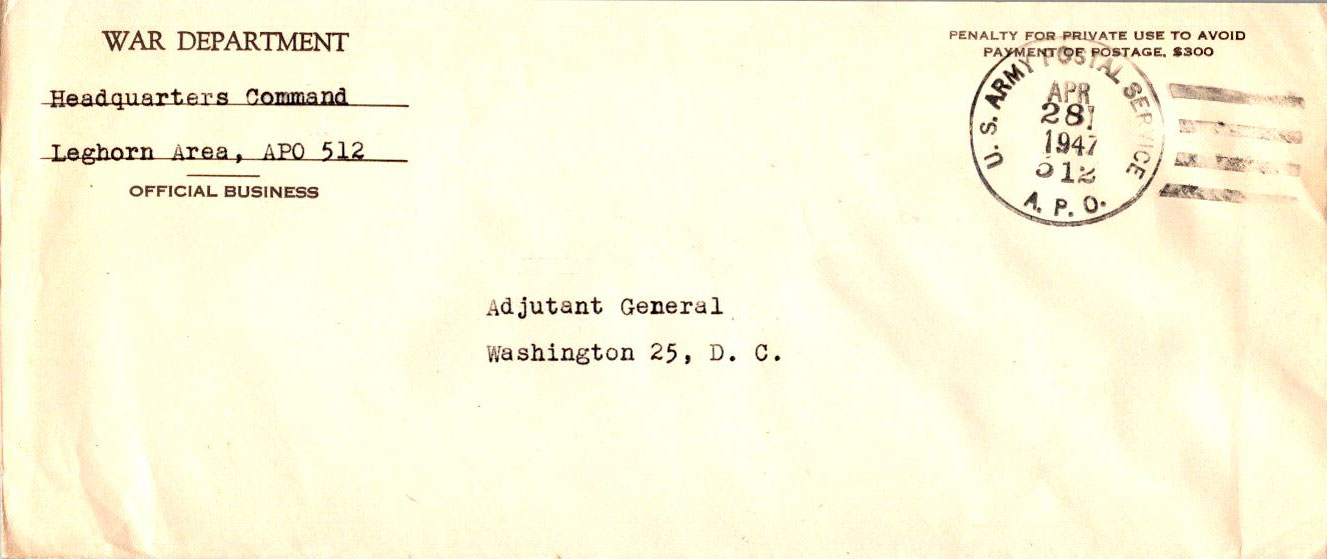 WAR DEPARTMENT
Headquarters Command
Leghorn Area, APO 512
OFFICIAL BUSINESS
PENALTY FOR PRIVATE USE TO AVOID
PAYMENT OF POSTAGE, $300
U. S. ARMY POSTAL SERVICE
APR
28
1947
512
A. P. O.
Adjutant General
Washington 25, D. C.